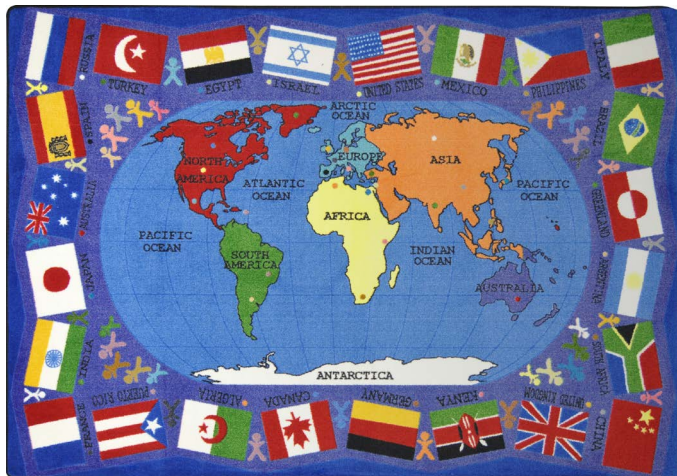 RUSSIA
TURKEY
EGYPT
ISRAEL
UNITED STATES
MEXICO
PHILIPPINES
ITALY
SPAIN
BRAZIL
AUSTRALIA
GREENLAND
JAPAN
ARGENTINA
INDIA
SOUTH AFRICA
FRANCE
PUERTO RICO
ALGERIA
CANADA
GERMANY
KENYA
UNITED KINGDOM
CHINA
ARCTIC
OCEAN
NORTH
AMERICA
EUROPE
ASIA
ATLANTIC
OCEAN
PACIFIC
OCEAN
AFRICA
PACIFIC
OCEAN
SOUTH
AMERICA
INDIAN
OCEAN
AUSTRALIA
ANTARCTICA